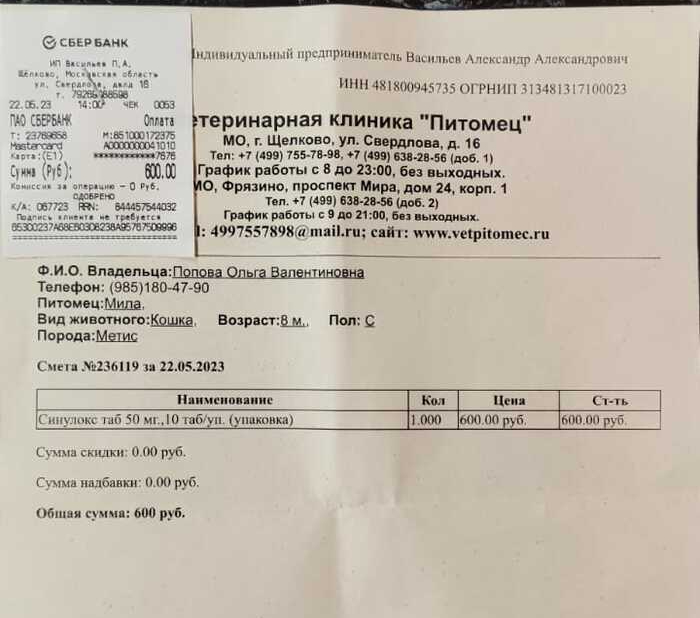 СБЕРБАНК
ИП Васильев П.А.
Щёлково, Московская область
ул. Свердлова, двлд 16
т. 79266988598
22.05.23 14:00 ЧЕК 0053
ПАО СБЕРБАНК Оплата
Т: 23769658 М:851000172375
Mastercard A0000000041010
Карта:(E1) ************7676
Сумма (Руб): 600.00
Комиссия за операцию – 0 Руб.
ОДОБРЕНО
К/А: 067723 RRN: 844457544032
Подпись клиента не требуется
Индивидуальный предприниматель Васильев Александр Александрович
ИНН 481800945735 ОГРНИП 313481317100023
етеринарная клиника "Питомец"
МО, г. Щелково, ул. Свердлова, д. 16
Тел: +7 (499) 755-78-98, +7 (499) 638-28-56 (доб. 1)
График работы с 8 до 23:00, без выходных.
МО, Фрязино, проспект Мира, дом 24, корп. 1
Тел. +7 (499) 638-28-56 (доб. 2)
График работы с 9 до 21:00, без выходных.
l: 4997557898@mail.ru; сайт: www.vetpitomec.ru
Ф.И.О. Владельца:Попова Ольга Валентиновна
Телефон: (985)180-47-90
Питомец:Мила,
Вид животного:Кошка, Возраст:8 м., Пол: С
Порода:Метис
Смета №236119 за 22.05.2023
Наименование Кол Цена Ст-ть
Синулокс таб 50 мг.,10 таб/уп. (упаковка) 1.000 600.00 руб. 600.00 руб.
Сумма скидки: 0.00 руб.
Сумма надбавки: 0.00 руб.
Общая сумма: 600 руб.